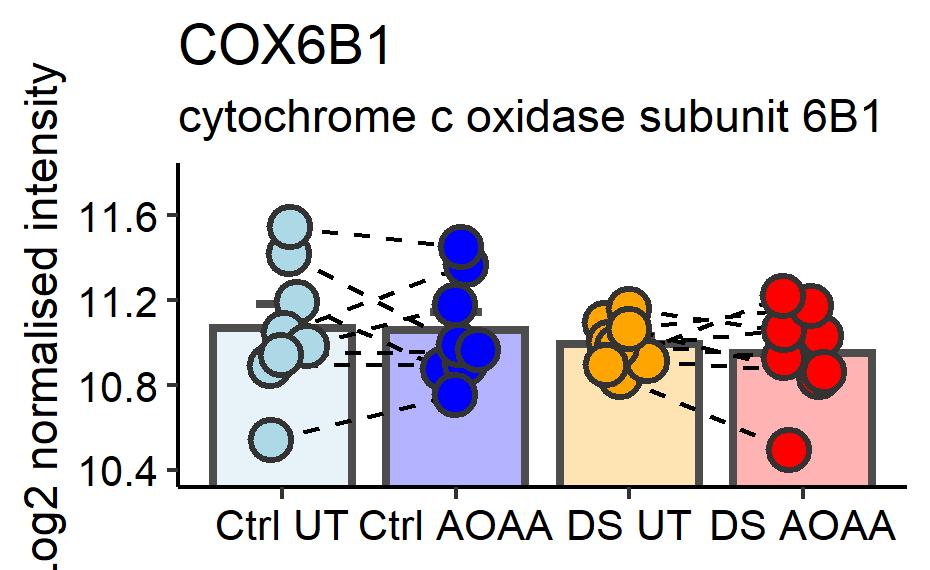 COX6B1
cytochrome c oxidase subunit 6B1
Log2 normalised intensity
11.6
11.2
10.8
10.4
Ctrl UT Ctrl AOAA DS UT DS AOAA